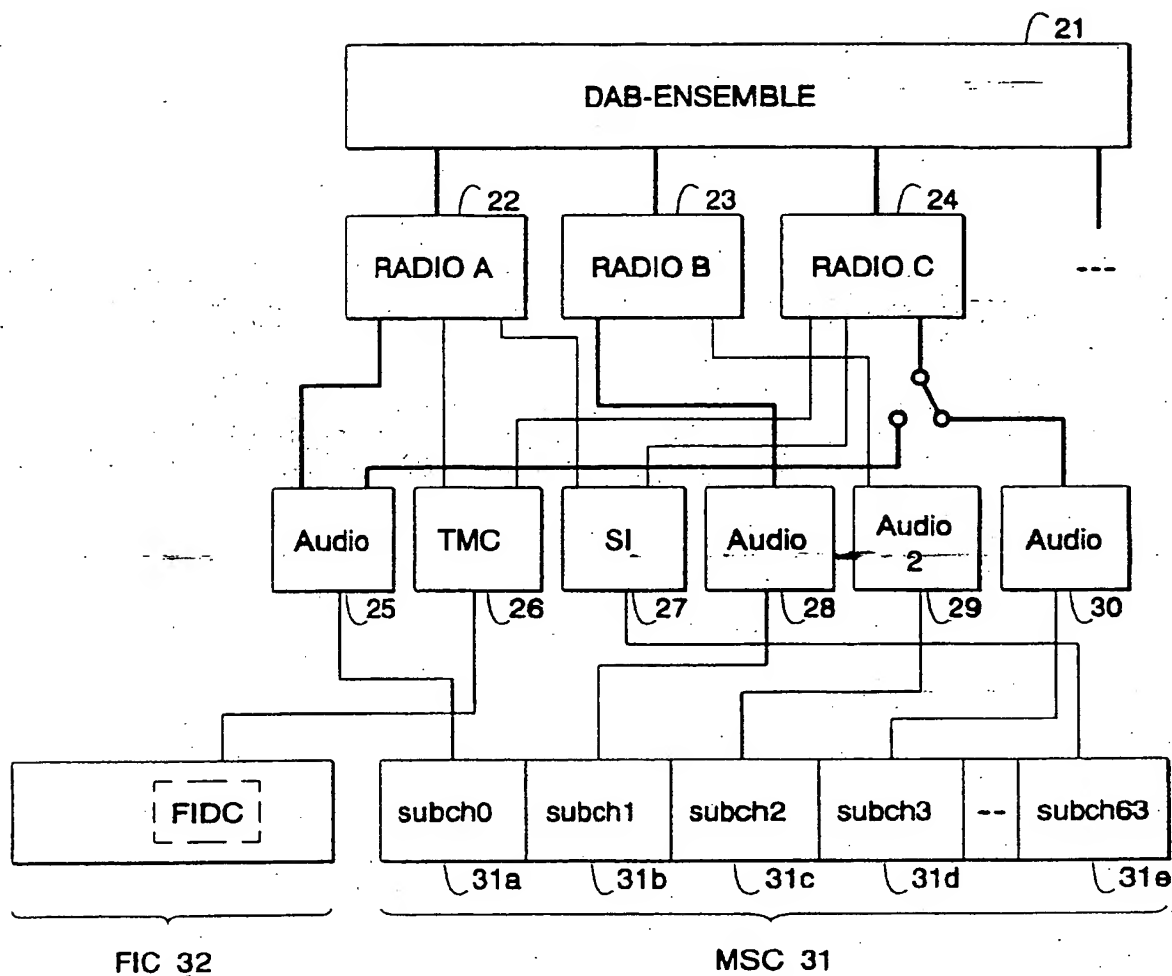 21
DAB-ENSEMBLE
22 23 24
RADIO A RADIO B RADIO C ---
Audio TMC SI Audio Audio 2 Audio
25 26 27 28 29 30
FIDC subch0 subch1 subch2 subch3 -- subch63
31a 31b 31c 31d 31e
FIC 32 MSC 31